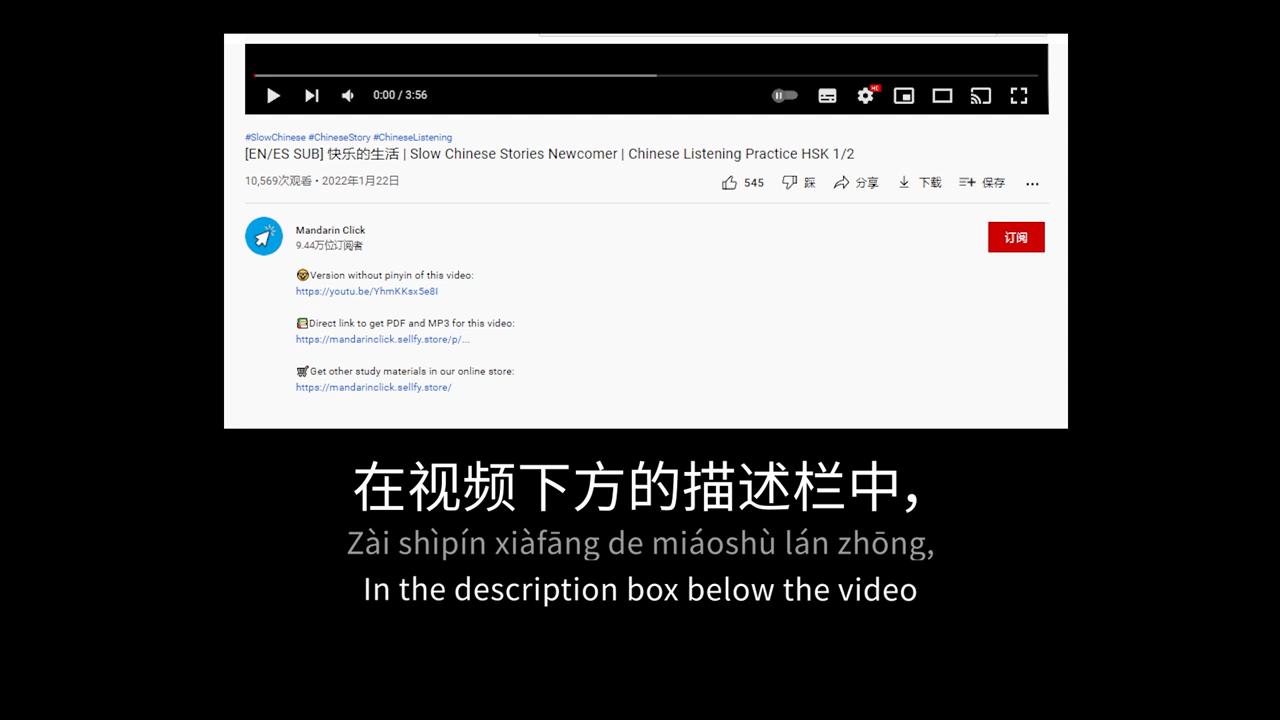 0:00 / 3:56
#SlowChinese #ChineseStory #ChineseListening
[EN/ES SUB] 快乐的生活 | Slow Chinese Stories Newcomer | Chinese Listening Practice HSK 1/2
10,569次观看 • 2022年1月22日
545 踩 分享 下载 保存 ...
Mandarin Click
9.44万位订阅者
订阅
Version without pinyin of this video:
https://youtu.be/YhmKKsx5e8I
Direct link to get PDF and MP3 for this video:
https://mandarinclick.sellfy.store/p/...
Get other study materials in our online store:
https://mandarinclick.sellfy.store/
在视频下方的描述栏中，
Zài shìpín xiàfāng de miáoshù lán zhōng,
In the description box below the video